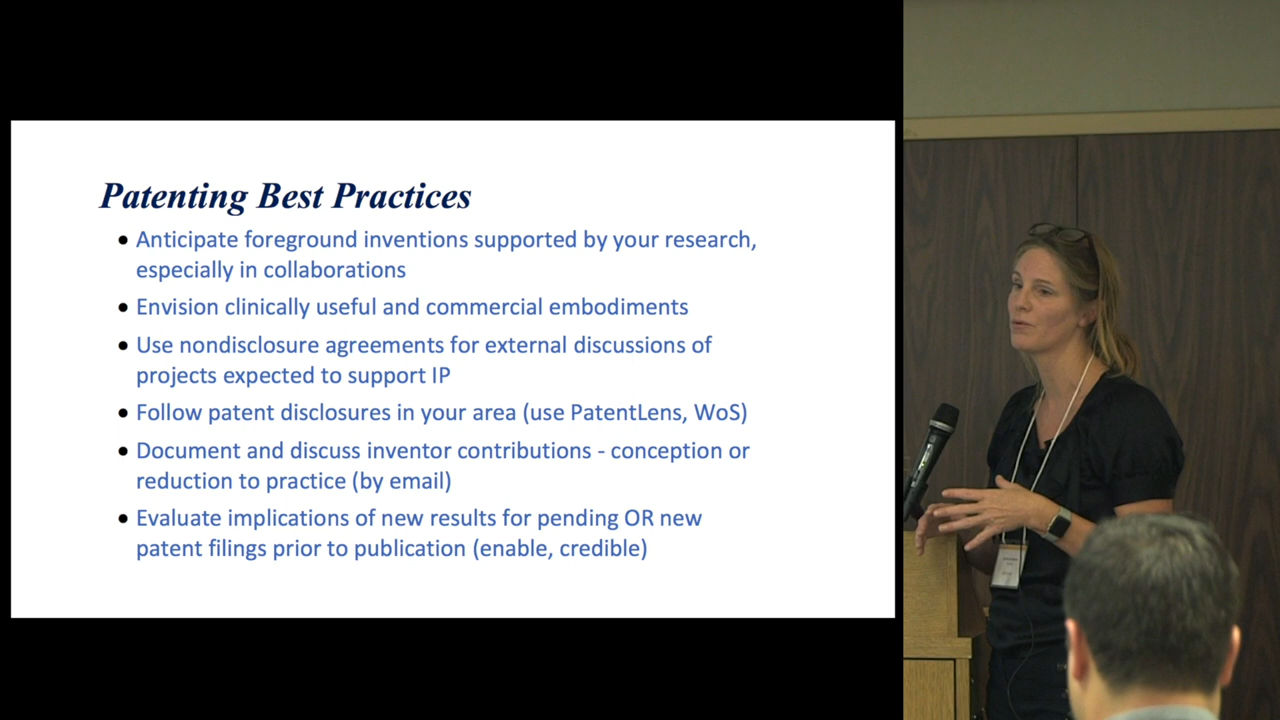 Patenting Best Practices
• Anticipate foreground inventions supported by your research,
especially in collaborations
• Envision clinically useful and commercial embodiments
• Use nondisclosure agreements for external discussions of
projects expected to support IP
• Follow patent disclosures in your area (use PatentLens, WoS)
• Document and discuss inventor contributions - conception or
reduction to practice (by email)
• Evaluate implications of new results for pending OR new
patent filings prior to publication (enable, credible)